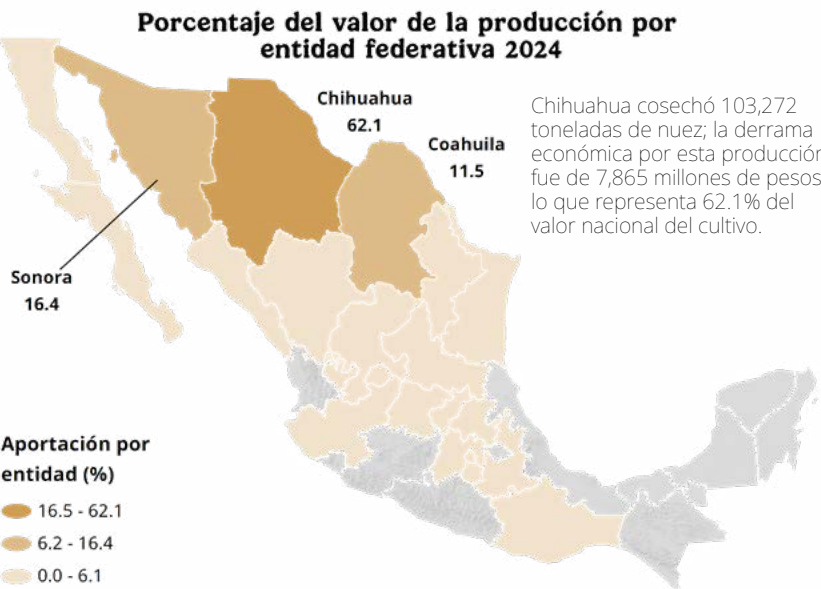 Porcentaje del valor de la producción por
entidad federativa 2024
Chihuahua
62.1
Coahuila
11.5
Chihuahua cosechó 103,272
toneladas de nuez; la derrama
económica por esta producción
fue de 7,865 millones de pesos
lo que representa 62.1% del
valor nacional del cultivo.
Sonora
16.4
Aportación por
entidad (%)
16.5 - 62.1
6.2 - 16.4
0.0 - 6.1